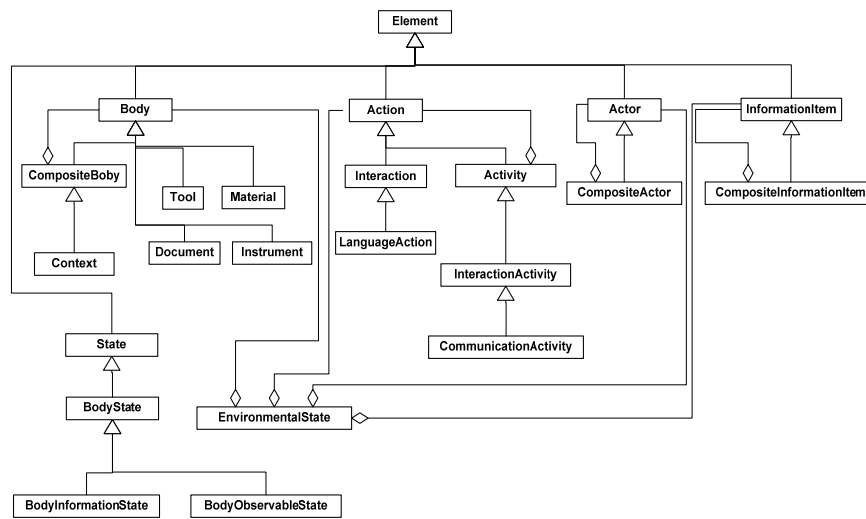 Element
Body
Action
Actor
InformationItem
CompositeBoby
Tool
Material
Interaction
Activity
CompositeActor
CompositeInformationItem
Context
Document
Instrument
LanguageAction
InteractionActivity
State
CommunicationActivity
BodyState
EnvironmentalState
BodyInformationState
BodyObservableState